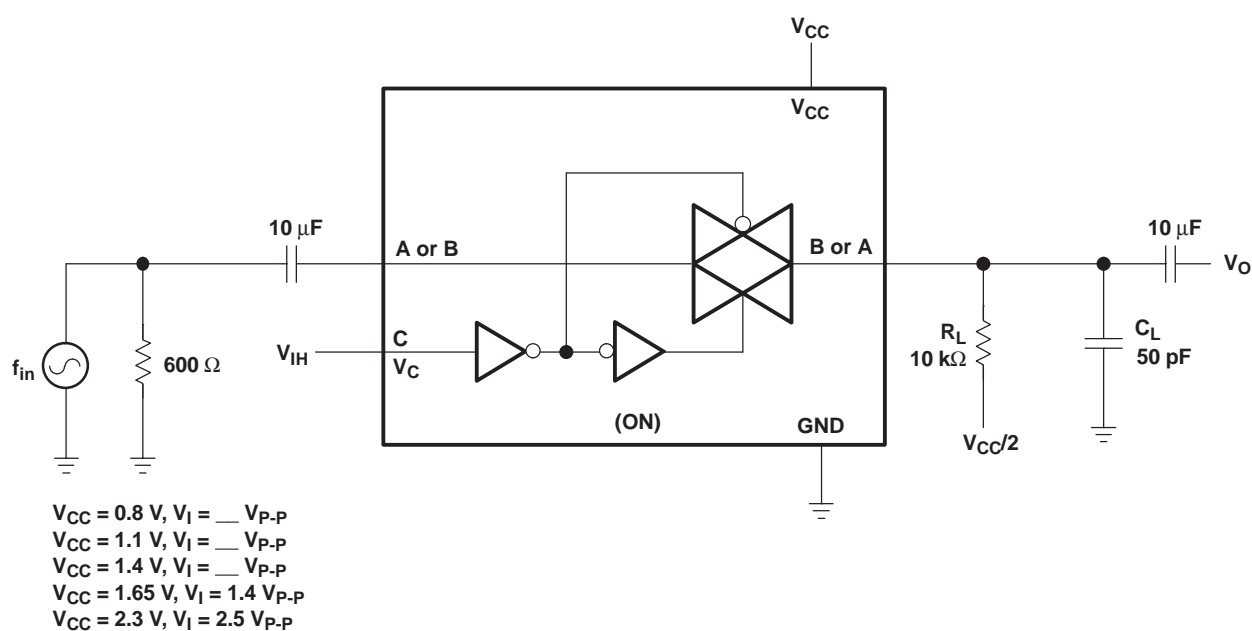 VCC
VCC
10 μF
A or B
B or A
10 μF
VO
fin
600 Ω
VIH
C
VC
RL
10 kΩ
CL
50 pF
(ON)
GND
VCC/2
VCC = 0.8 V, VI = __ VP-P
VCC = 1.1 V, VI = __ VP-P
VCC = 1.4 V, VI = __ VP-P
VCC = 1.65 V, VI = 1.4 VP-P
VCC = 2.3 V, VI = 2.5 VP-P